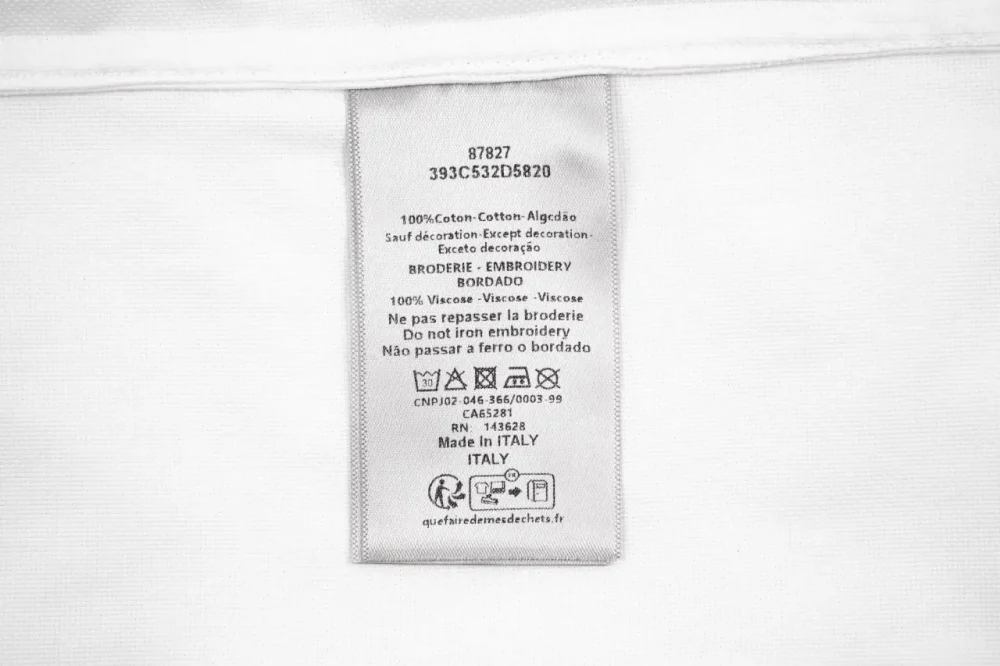 87827
393C532D5820
100%Coton-Cotton-Algodão
Sauf décoration-Except decoration-
Exceto decoração
BRODERIE - EMBROIDERY
BORDADO
100% Viscose -Viscose -Viscose
Ne pas repasser la broderie
Do not iron embroidery
Não passar a ferro o bordado
30
CNPJ02-046-366/0003-99
CA65281
RN: 143628
Made in ITALY
ITALY
FR
quefairedemesdechets.fr